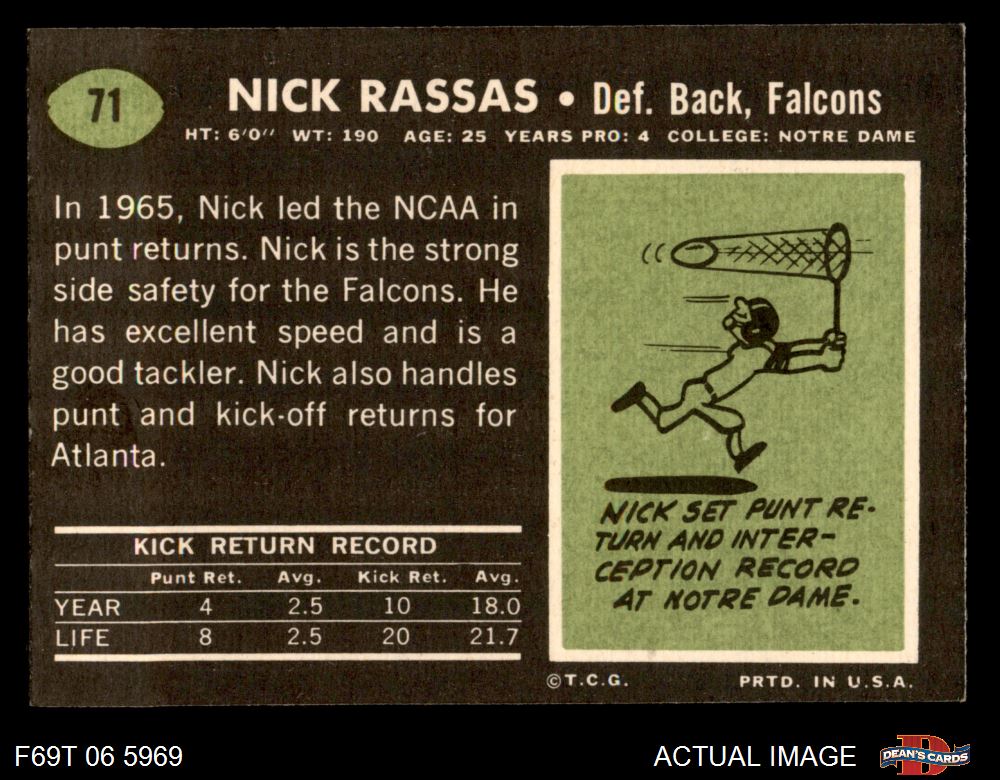 71
NICK RASSAS • Def. Back, Falcons
HT: 6'0" WT: 190 AGE: 25 YEARS PRO: 4 COLLEGE: NOTRE DAME
In 1965, Nick led the NCAA in
punt returns. Nick is the strong
side safety for the Falcons. He
has excellent speed and is a
good tackler. Nick also handles
punt and kick-off returns for
Atlanta.
KICK RETURN RECORD
Punt Ret. Avg. Kick Ret. Avg.
YEAR 4 2.5 10 18.0
LIFE 8 2.5 20 21.7
NICK SET PUNT RE-
TURN AND INTER-
CEPTION RECORD
AT NOTRE DAME.
©T.C.G. PRTD. IN U.S.A.
F69T 06 5969 ACTUAL IMAGE DEAN'S CARDS